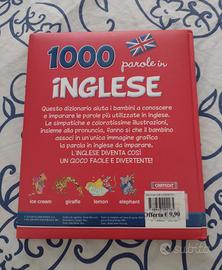 1000 parole in
INGLESE
Questo dizionario aiuta i bambini a conoscere
e imparare le parole più utilizzate in inglese.
Le simpatiche e coloratissime illustrazioni,
insieme alla pronuncia, fanno sì che il bambino
associ in un'unica immagine grafica
la parola in inglese da imparare.
L'INGLESE DIVENTA COSÌ
UN GIOCO FACILE E DIVERTENTE!
ice cream
giraffe
lemon
elephant
Offerta € 9,90
Subito